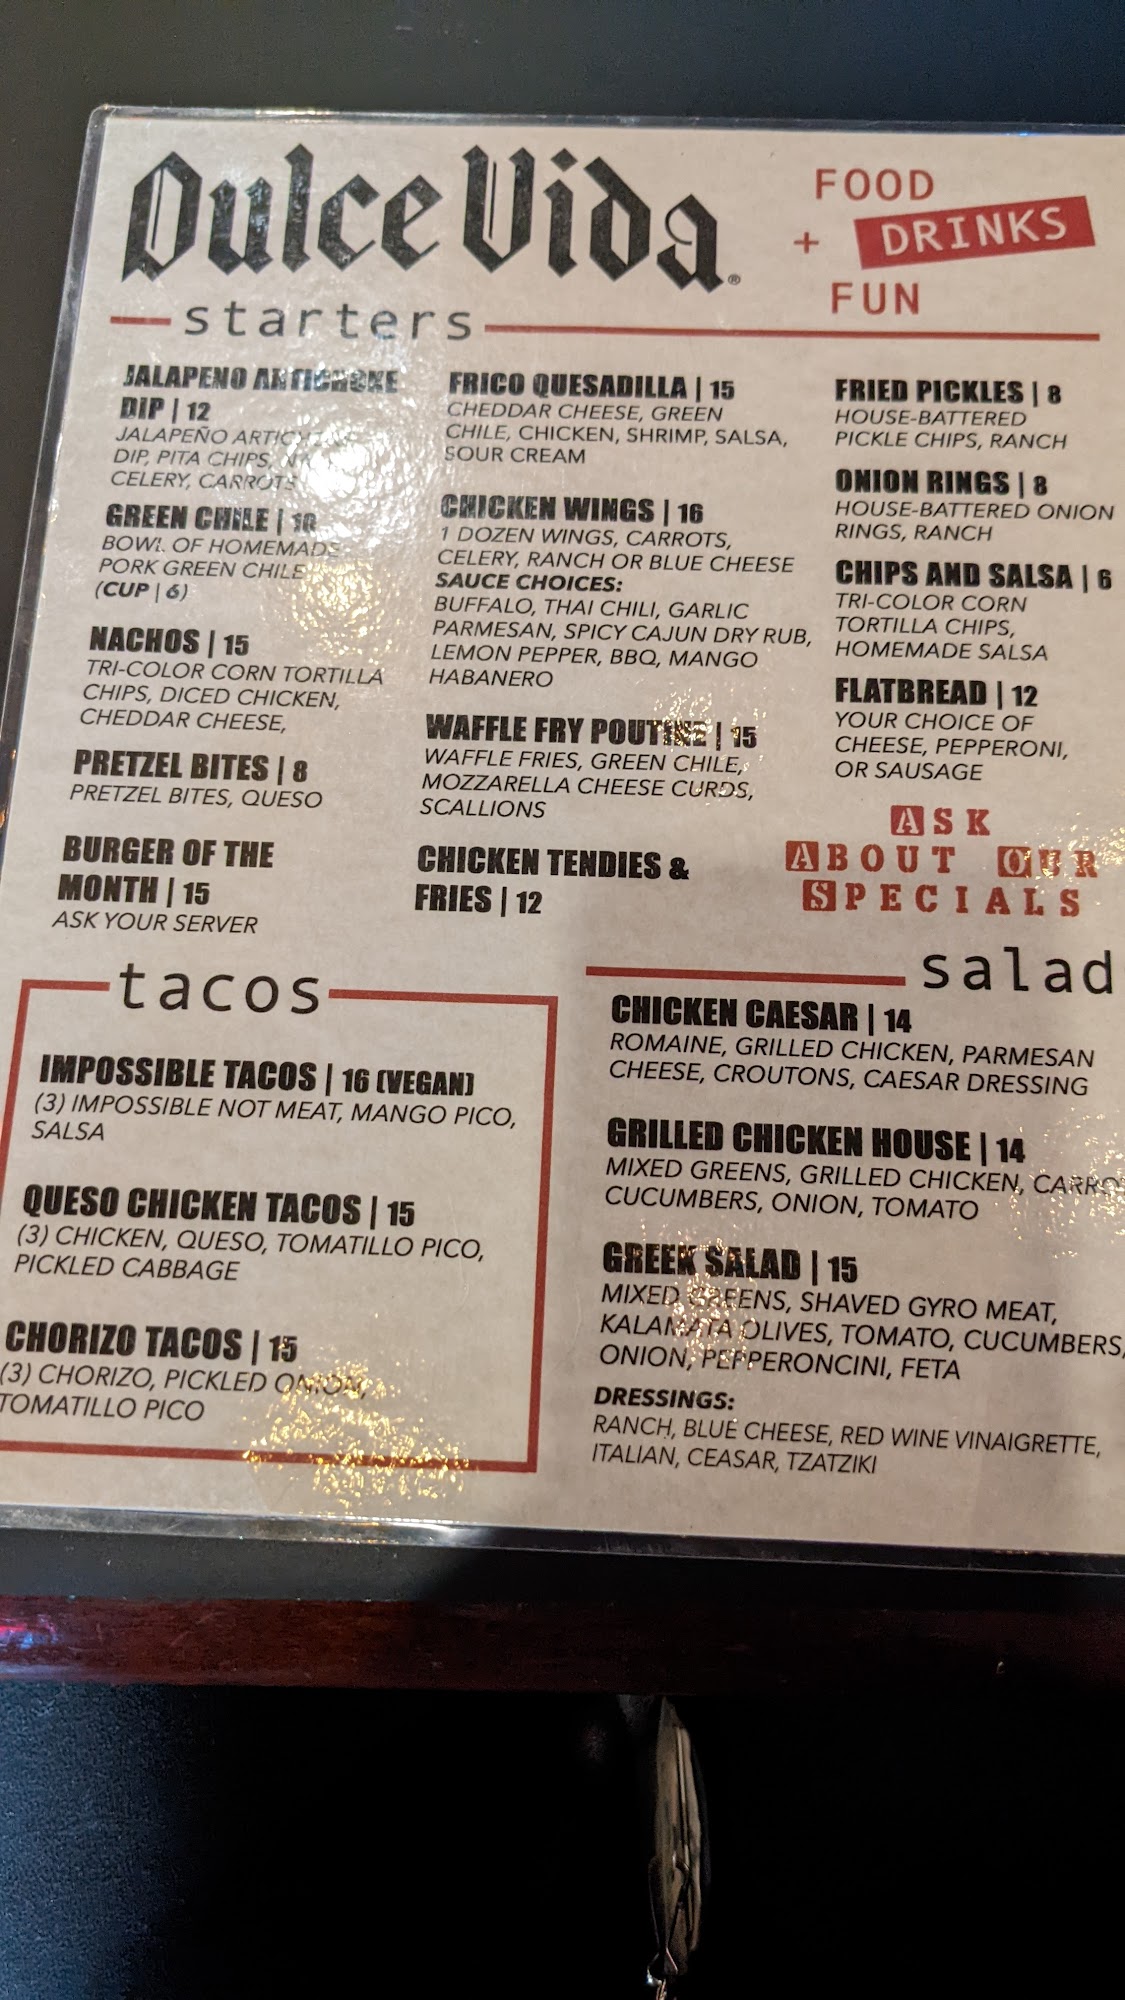 Dulce Vida®
FOOD
+ DRINKS
FUN
starters
JALAPENO ARTICHOKE
DIP | 12
JALAPEÑO ARTICHOKE
DIP, PITA CHIPS,
CELERY, CARROTS
GREEN CHILE | 10
BOWL OF HOMEMADE
PORK GREEN CHILE
(CUP | 6)
NACHOS | 15
TRI-COLOR CORN TORTILLA
CHIPS, DICED CHICKEN,
CHEDDAR CHEESE,
PRETZEL BITES | 8
PRETZEL BITES, QUESO
BURGER OF THE
MONTH | 15
ASK YOUR SERVER
FRICO QUESADILLA | 15
CHEDDAR CHEESE, GREEN
CHILE, CHICKEN, SHRIMP, SALSA,
SOUR CREAM
CHICKEN WINGS | 16
1 DOZEN WINGS, CARROTS,
CELERY, RANCH OR BLUE CHEESE
SAUCE CHOICES:
BUFFALO, THAI CHILI, GARLIC
PARMESAN, SPICY CAJUN DRY RUB,
LEMON PEPPER, BBQ, MANGO
HABANERO
WAFFLE FRY POUTINE | 15
WAFFLE FRIES, GREEN CHILE,
MOZZARELLA CHEESE CURDS,
SCALLIONS
CHICKEN TENDIES &
FRIES | 12
FRIED PICKLES | 8
HOUSE-BATTERED
PICKLE CHIPS, RANCH
ONION RINGS | 8
HOUSE-BATTERED ONION
RINGS, RANCH
CHIPS AND SALSA | 6
TRI-COLOR CORN
TORTILLA CHIPS,
HOMEMADE SALSA
FLATBREAD | 12
YOUR CHOICE OF
CHEESE, PEPPERONI,
OR SAUSAGE
ASK
ABOUT OUR
SPECIALS
tacos
IMPOSSIBLE TACOS | 16 (VEGAN)
(3) IMPOSSIBLE NOT MEAT, MANGO PICO,
SALSA
QUESO CHICKEN TACOS | 15
(3) CHICKEN, QUESO, TOMATILLO PICO,
PICKLED CABBAGE
CHORIZO TACOS | 15
(3) CHORIZO, PICKLED ONION,
TOMATILLO PICO
salad
CHICKEN CAESAR | 14
ROMAINE, GRILLED CHICKEN, PARMESAN
CHEESE, CROUTONS, CAESAR DRESSING
GRILLED CHICKEN HOUSE | 14
MIXED GREENS, GRILLED CHICKEN, CARRO
CUCUMBERS, ONION, TOMATO
GREEK SALAD | 15
MIXED GREENS, SHAVED GYRO MEAT,
KALAMATA OLIVES, TOMATO, CUCUMBERS,
ONION, PEPPERONCINI, FETA
DRESSINGS:
RANCH, BLUE CHEESE, RED WINE VINAIGRETTE,
ITALIAN, CEASAR, TZATZIKI